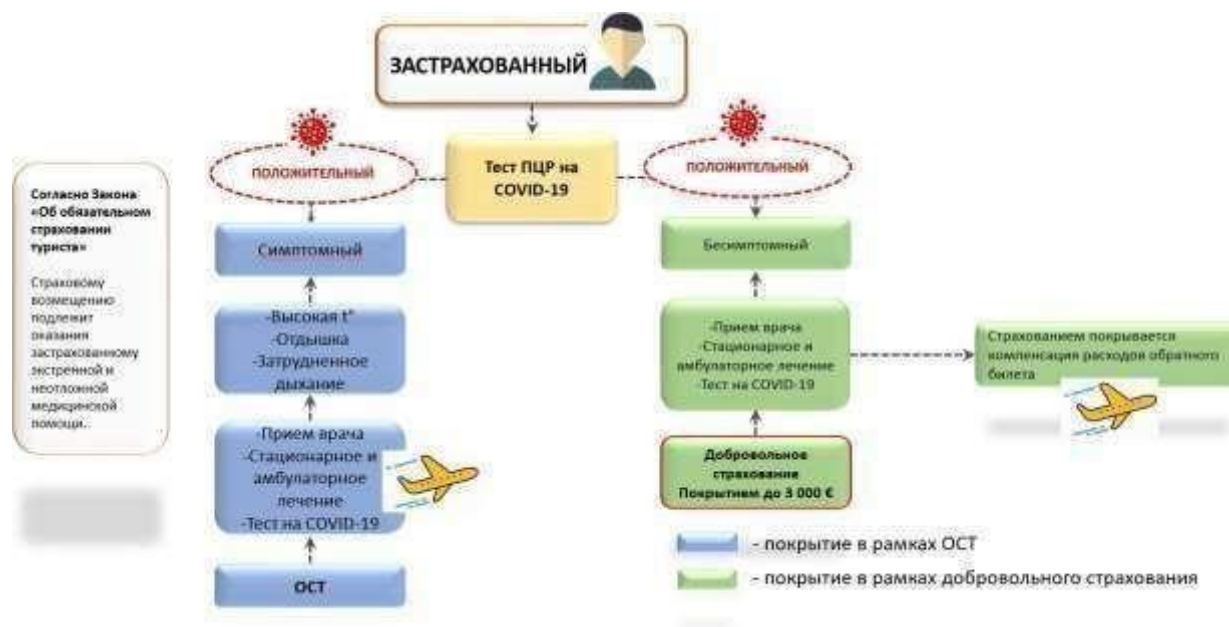 ЗАСТРАХОВАННЫЙ
ПОЛОЖИТЕЛЬНЫЙ
Тест ПЦР на
COVID-19
ПОЛОЖИТЕЛЬНЫЙ
Согласно Закона
«Об обязательном
страховании
туриста»
Страховому
возмещению
подлежит
оказания
застрахованному
экстренной и
неотложной
медицинской
помощи.
Симптомный
-Высокая t°
-Отдышка
-Затрудненное
дыхание
-Прием врача
-Стационарное и
амбулаторное
лечение
-Тест на COVID-19
ОСТ
Бесимптомный
-Прием врача
-Стационарное и
амбулаторное лечение
-Тест на COVID-19
Добровольное
страхование
Покрытием до 3 000 €
Страхованием покрывается
компенсация расходов обратного
билета
- покрытие в рамках ОСТ
- покрытие в рамках добровольного страхования